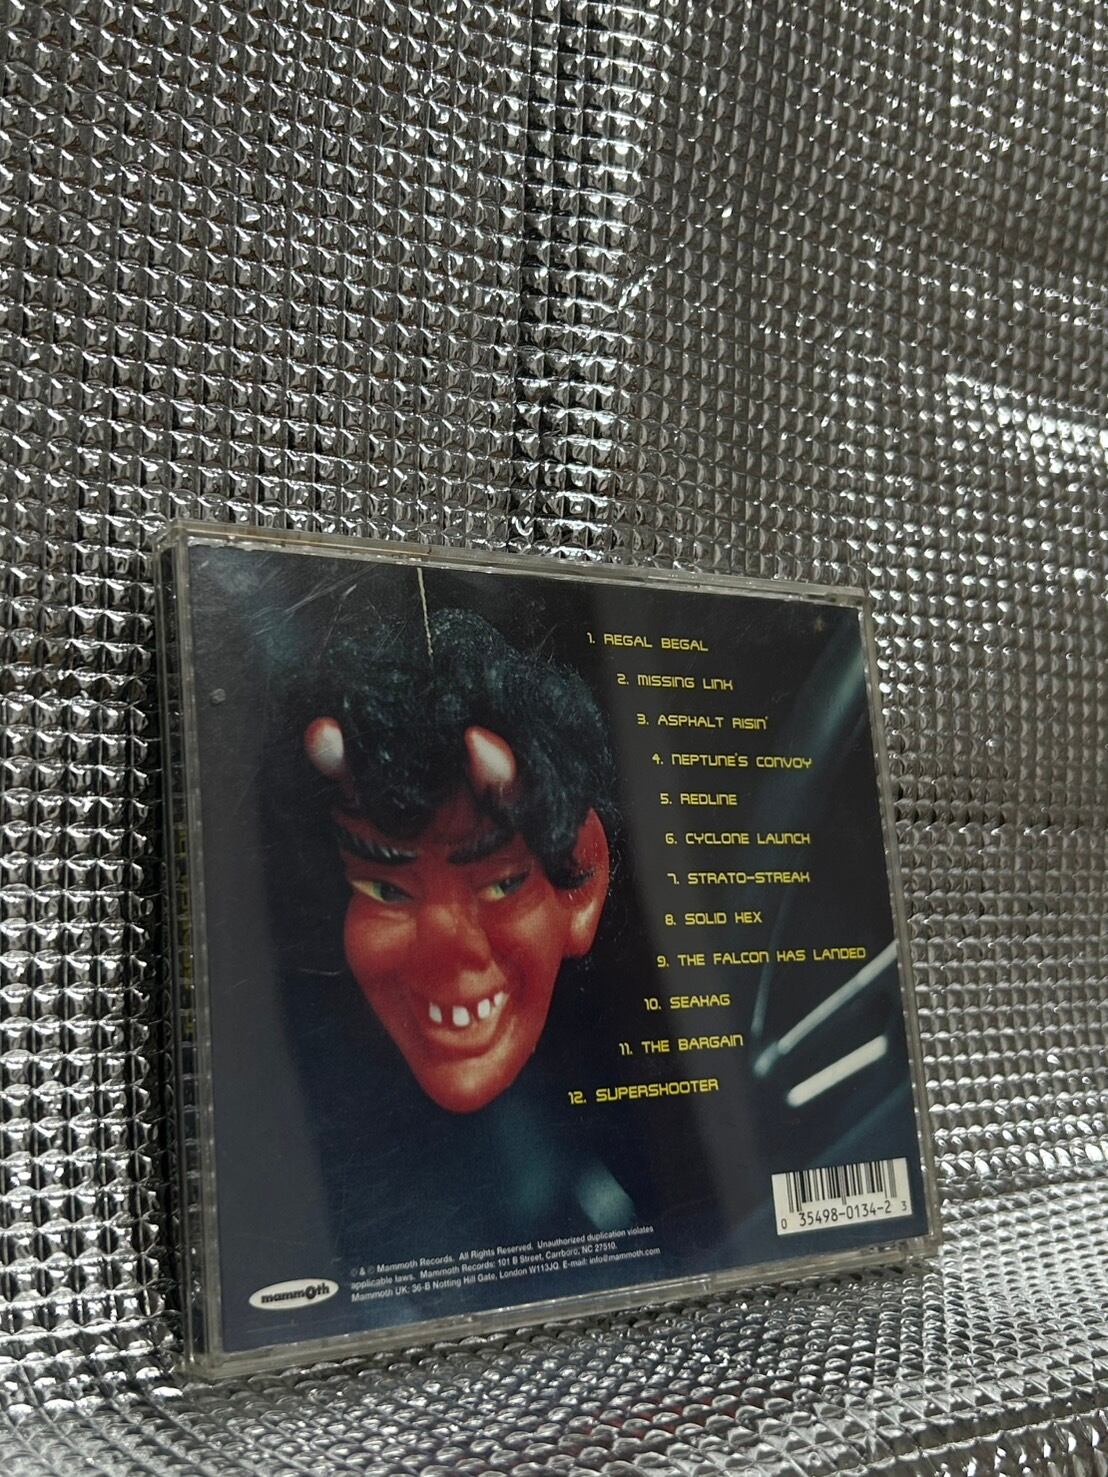 1. REGAL BEGAL
2. MISSING LINK
3. ASPHALT RISIN'
4. NEPTUNE'S CONVOY
5. REDLINE
6. CYCLONE LAUNCH
7. STRATO-STREAK
8. SOLID HEX
9. THE FALCON HAS LANDED
10. SEAHAG
11. THE BARGAIN
12. SUPERSHOOTER
0 35498-0134-2 3
mammoth
℗ & © Mammoth Records. All Rights Reserved. Unauthorized duplication violates
applicable laws. Mammoth Records: 101 B Street, Carrboro, NC 27510.
Mammoth UK: 36-B Notting Hill Gate, London W113JQ. E-mail: info@mammoth.com